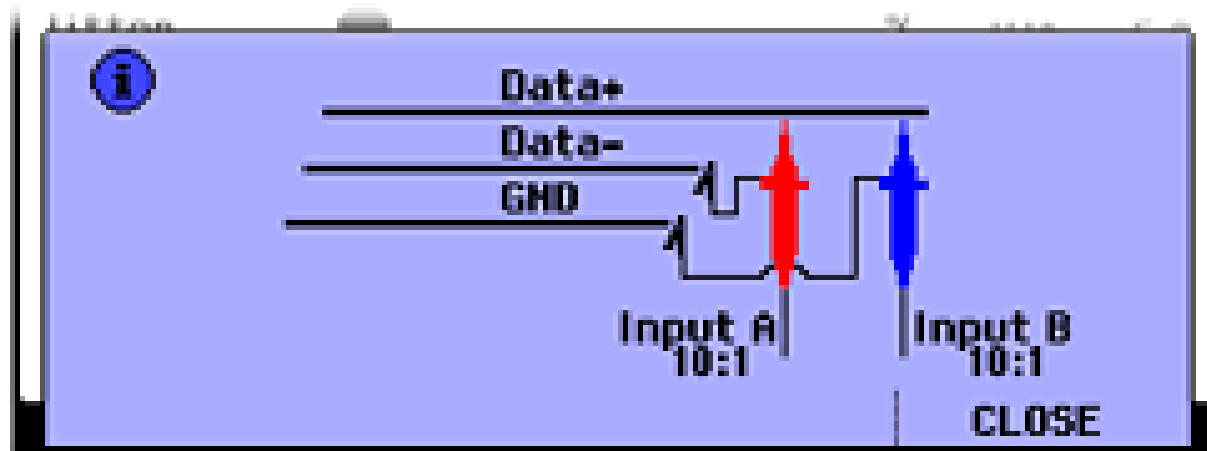 i
Data+
Data-
GND
Input A
10:1
Input B
10:1
CLOSE